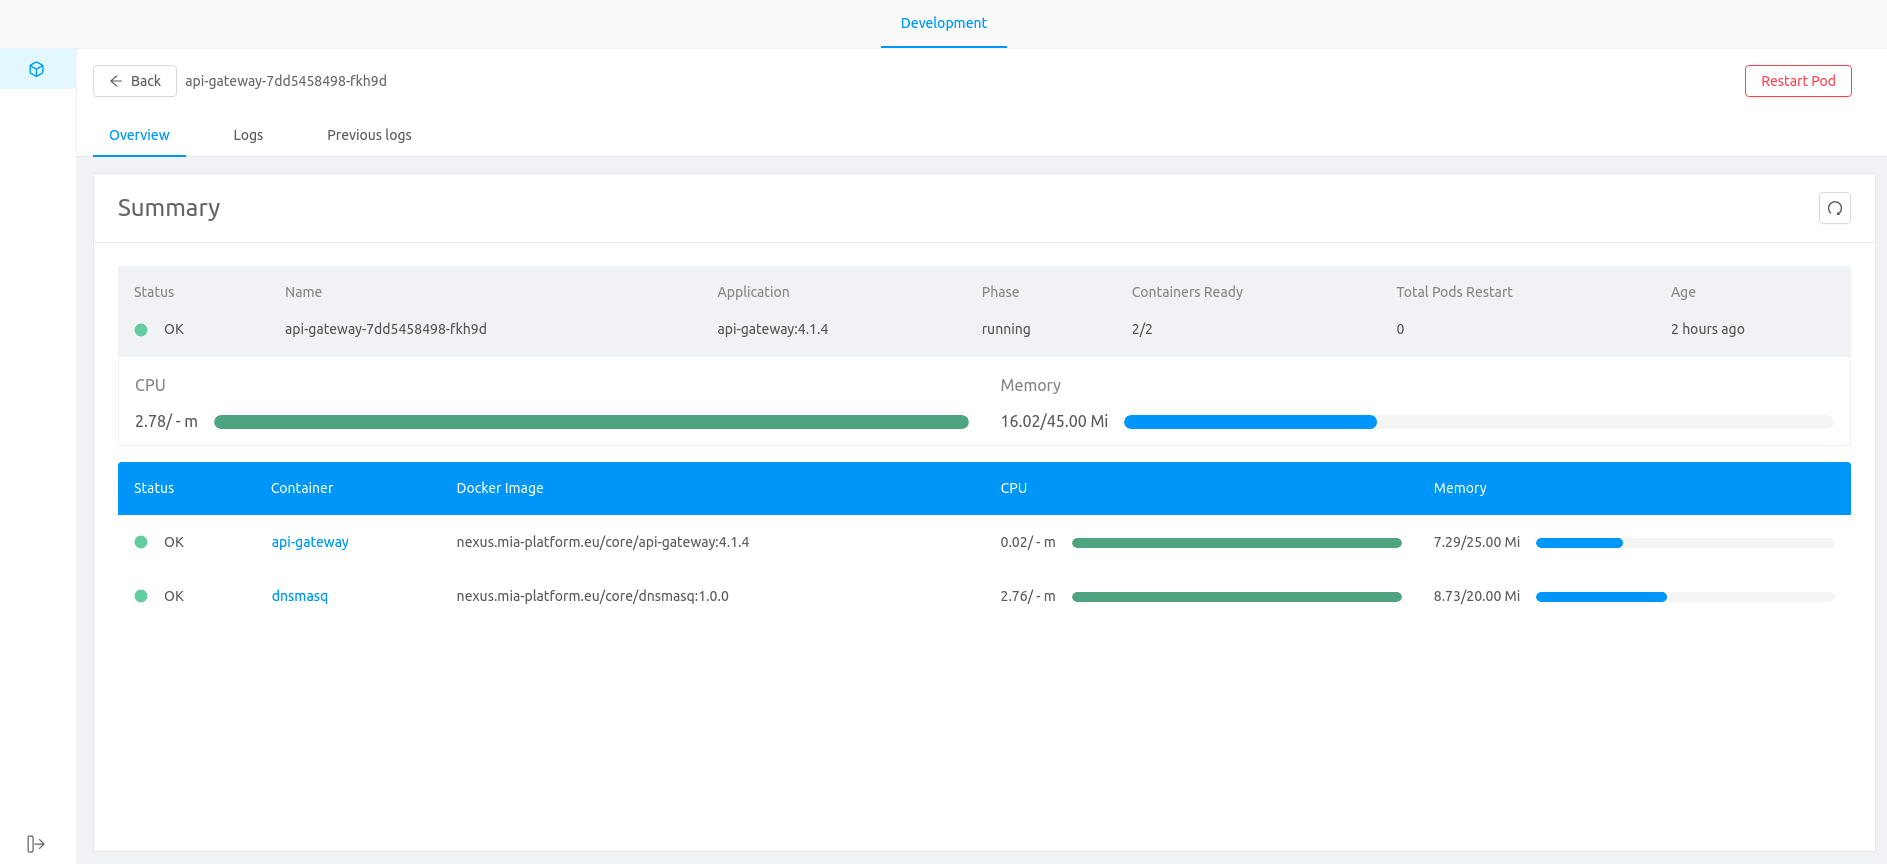 Development
Back api-gateway-7dd5458498-fkh9d Restart Pod
Overview Logs Previous logs
Summary
Status Name Application Phase Containers Ready Total Pods Restart Age
OK api-gateway-7dd5458498-fkh9d api-gateway:4.1.4 running 2/2 0 2 hours ago
CPU Memory
2.78/ - m 16.02/45.00 Mi
Status Container Docker Image CPU Memory
OK api-gateway nexus.mia-platform.eu/core/api-gateway:4.1.4 0.02/ - m 7.29/25.00 Mi
OK dnsmasq nexus.mia-platform.eu/core/dnsmasq:1.0.0 2.76/ - m 8.73/20.00 Mi